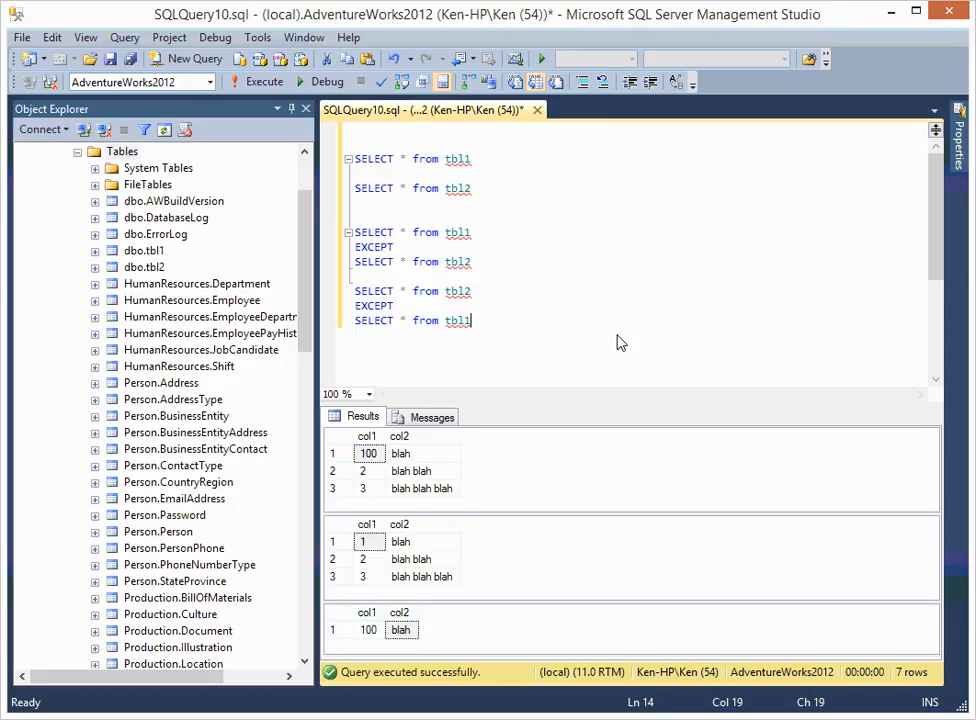 SQLQuery10.sql - (local).AdventureWorks2012 (Ken-HP\Ken (54))* - Microsoft SQL Server Management Studio
File Edit View Query Project Debug Tools Window Help
New Query
AdventureWorks2012 Execute Debug
Object Explorer
Connect
Tables
System Tables
FileTables
dbo.AWBuildVersion
dbo.DatabaseLog
dbo.ErrorLog
dbo.tbl1
dbo.tbl2
HumanResources.Department
HumanResources.Employee
HumanResources.EmployeeDepartr
HumanResources.EmployeePayHist
HumanResources.JobCandidate
HumanResources.Shift
Person.Address
Person.AddressType
Person.BusinessEntity
Person.BusinessEntityAddress
Person.BusinessEntityContact
Person.ContactType
Person.CountryRegion
Person.EmailAddress
Person.Password
Person.Person
Person.PersonPhone
Person.PhoneNumberType
Person.StateProvince
Production.BillOfMaterials
Production.Culture
Production.Document
Production.Illustration
Production.Location
SQLQuery10.sql - (...2 (Ken-HP\Ken (54))*
SELECT * from tbl1
SELECT * from tbl2
SELECT * from tbl1
EXCEPT
SELECT * from tbl2
SELECT * from tbl2
EXCEPT
SELECT * from tbl1
100 %
Results Messages
col1 col2
1 100 blah
2 2 blah blah
3 3 blah blah blah
col1 col2
1 1 blah
2 2 blah blah
3 3 blah blah blah
col1 col2
1 100 blah
Query executed successfully. (local) (11.0 RTM) Ken-HP\Ken (54) AdventureWorks2012 00:00:00 7 rows
Properties
Ready Ln 14 Col 19 Ch 19 INS